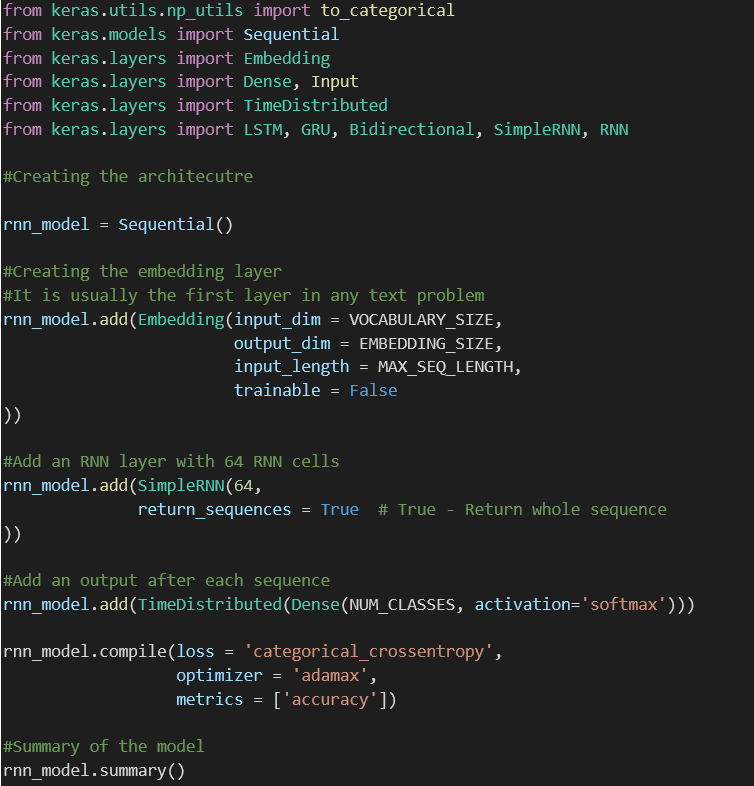 from keras.utils.np_utils import to_categorical
from keras.models import Sequential
from keras.layers import Embedding
from keras.layers import Dense, Input
from keras.layers import TimeDistributed
from keras.layers import LSTM, GRU, Bidirectional, SimpleRNN, RNN
#Creating the architecutre
rnn_model = Sequential()
#Creating the embedding layer
#It is usually the first layer in any text problem
rnn_model.add(Embedding(input_dim = VOCABULARY_SIZE,
output_dim = EMBEDDING_SIZE,
input_length = MAX_SEQ_LENGTH,
trainable = False
))
#Add an RNN layer with 64 RNN cells
rnn_model.add(SimpleRNN(64,
return_sequences = True  # True - Return whole sequence
))
#Add an output after each sequence
rnn_model.add(TimeDistributed(Dense(NUM_CLASSES, activation='softmax')))
rnn_model.compile(loss = 'categorical_crossentropy',
optimizer = 'adamax',
metrics = ['accuracy'])
#Summary of the model
rnn_model.summary()